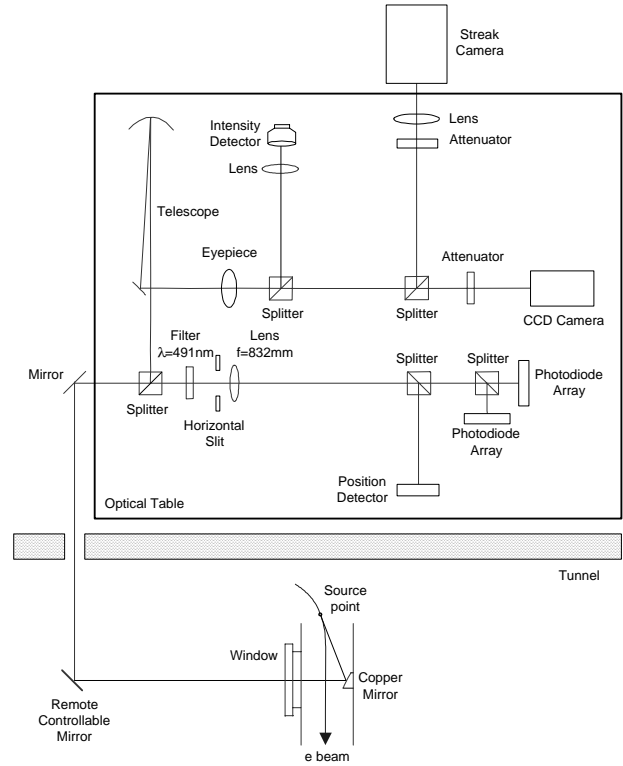 Streak
Camera
Lens
Attenuator
Intensity
Detector
Lens
Telescope
Eyepiece
Attenuator
Splitter
Splitter
CCD Camera
Filter
λ=491nm
Lens
f=832mm
Splitter
Splitter
Mirror
Splitter
Horizontal
Slit
Photodiode
Array
Photodiode
Array
Position
Detector
Optical Table
Tunnel
Source
point
Window
Copper
Mirror
Remote
Controllable
Mirror
e beam